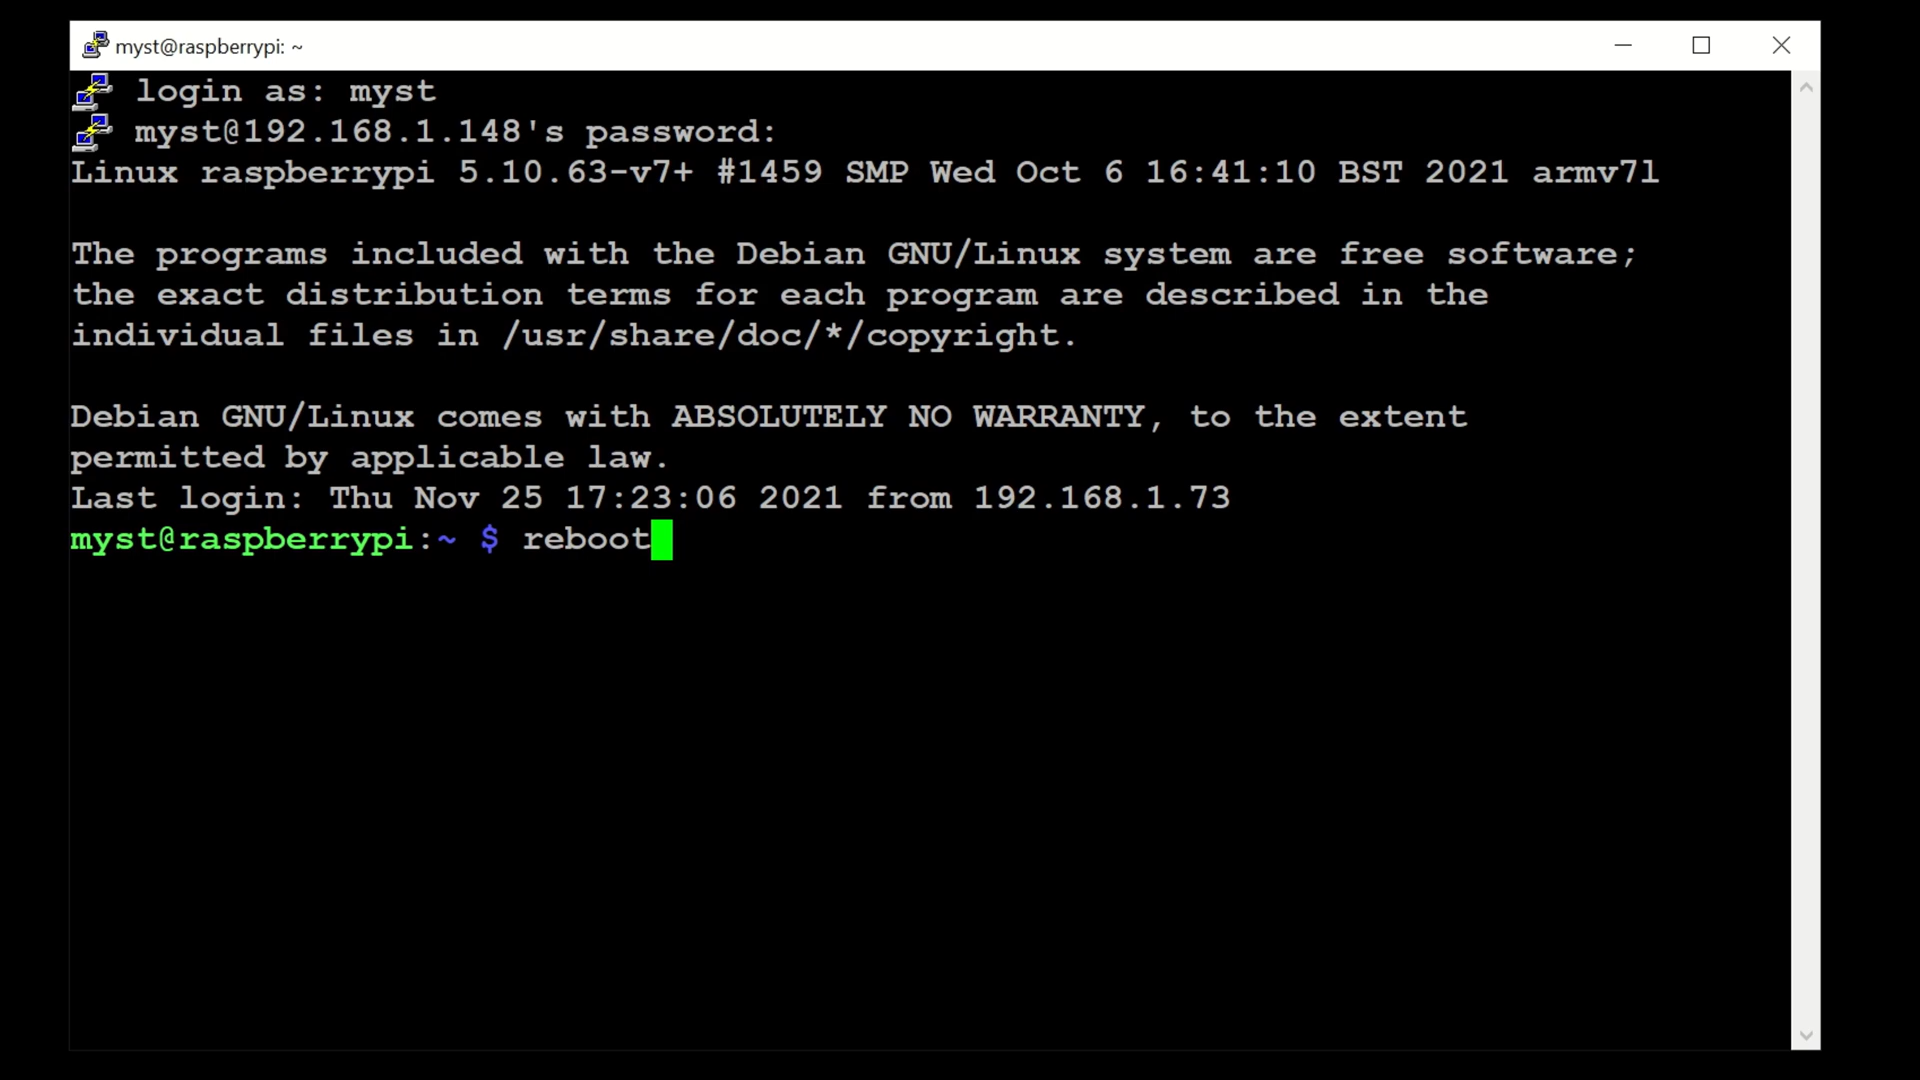 myst@raspberrypi: ~
login as: myst
myst@192.168.1.148's password:
Linux raspberrypi 5.10.63-v7+ #1459 SMP Wed Oct 6 16:41:10 BST 2021 armv7l
The programs included with the Debian GNU/Linux system are free software;
the exact distribution terms for each program are described in the
individual files in /usr/share/doc/*/copyright.
Debian GNU/Linux comes with ABSOLUTELY NO WARRANTY, to the extent
permitted by applicable law.
Last login: Thu Nov 25 17:23:06 2021 from 192.168.1.73
myst@raspberrypi:~ $ reboot